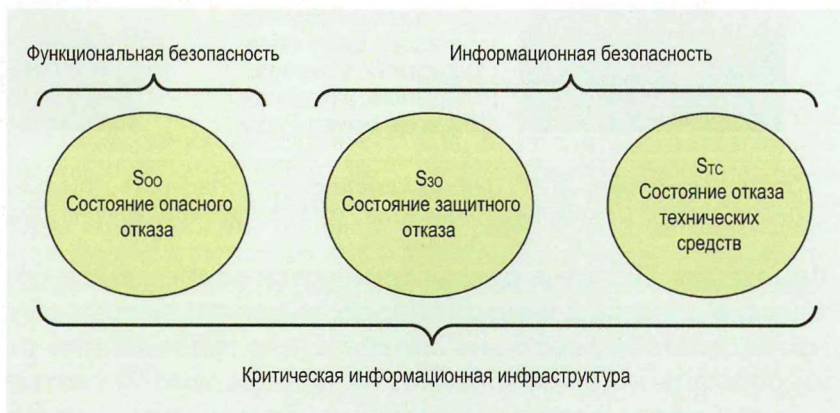 Функциональная безопасность
Информационная безопасность
Sоо
Состояние опасного
отказа
Sзо
Состояние защитного
отказа
Sтс
Состояние отказа
технических
средств
Критическая информационная инфраструктура